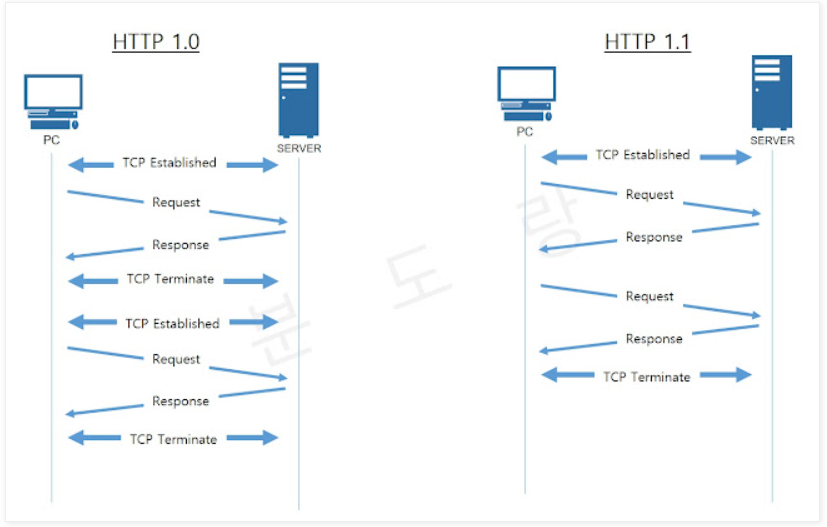 HTTP 1.0
PC
SERVER
TCP Established
Request
Response
TCP Terminate
TCP Established
Request
Response
TCP Terminate
HTTP 1.1
PC
SERVER
TCP Established
Request
Response
Request
Response
TCP Terminate
분 도 랑